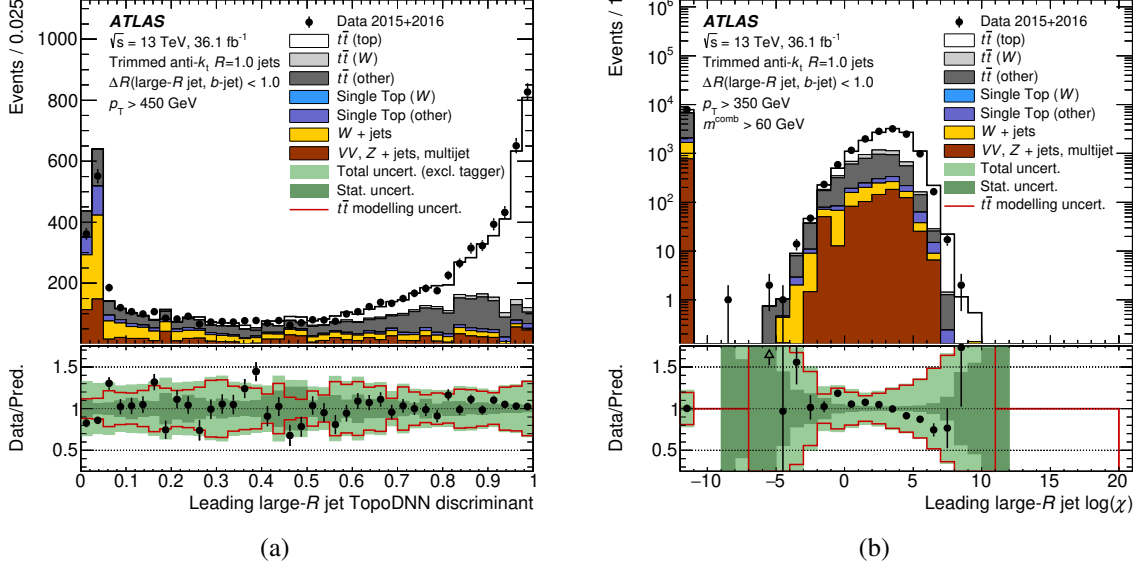 ATLAS
√s = 13 TeV, 36.1 fb⁻¹
Trimmed anti-kₜ R=1.0 jets
ΔR(large-R jet, b-jet) < 1.0
p_T > 450 GeV
Data 2015+2016
tt̄ (top)
tt̄ (W)
tt̄ (other)
Single Top (W)
Single Top (other)
W + jets
VV, Z + jets, multijet
Total uncert. (excl. tagger)
Stat. uncert.
tt̄ modelling uncert.
Events / 0.025
1000
800
600
400
200
Data/Pred.
1.5
1
0.5
0 0.1 0.2 0.3 0.4 0.5 0.6 0.7 0.8 0.9 1
Leading large-R jet TopoDNN discriminant
(a)
ATLAS
√s = 13 TeV, 36.1 fb⁻¹
Trimmed anti-kₜ R=1.0 jets
ΔR(large-R jet, b-jet) < 1.0
p_T > 350 GeV
m^comb > 60 GeV
Data 2015+2016
tt̄ (top)
tt̄ (W)
tt̄ (other)
Single Top (W)
Single Top (other)
W + jets
VV, Z + jets, multijet
Total uncert.
Stat. uncert.
tt̄ modelling uncert.
Events / 1
10⁶
10⁵
10⁴
10³
10²
10
1
Data/Pred.
1.5
1
0.5
−10 −5 0 5 10 15 20
Leading large-R jet log(χ)
(b)